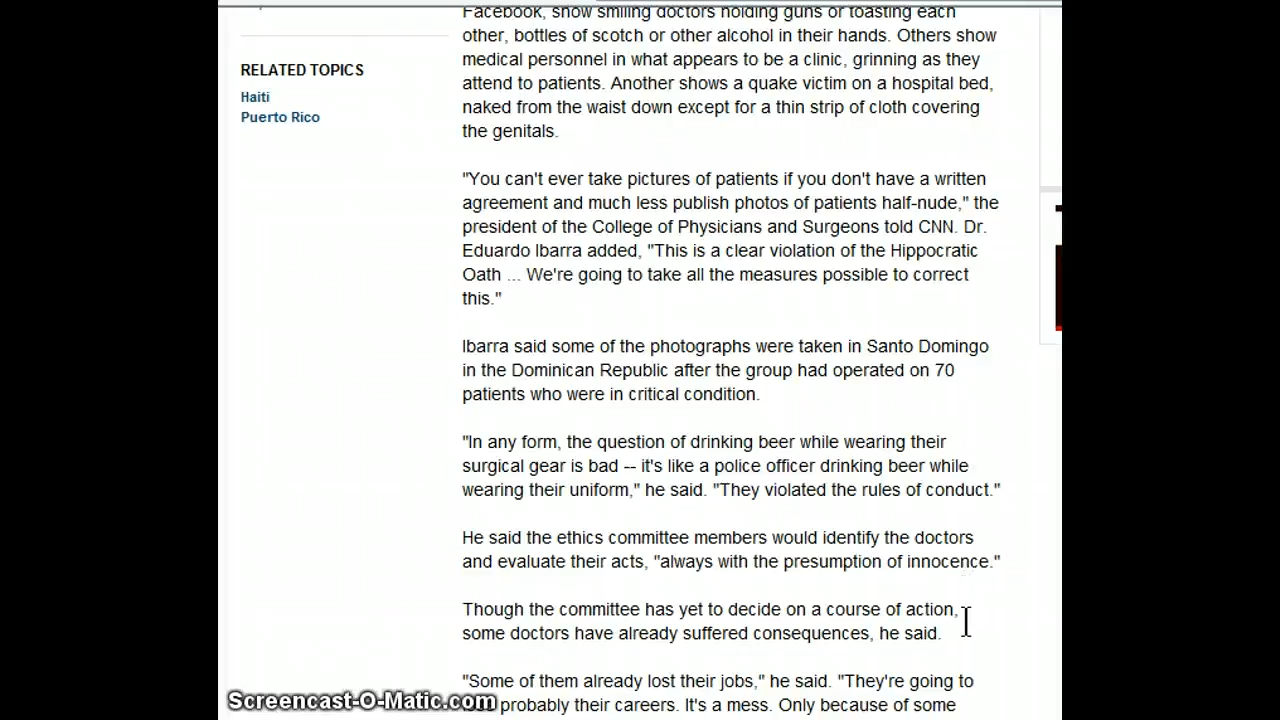 Facebook, show smiling doctors holding guns or toasting each
other, bottles of scotch or other alcohol in their hands. Others show
medical personnel in what appears to be a clinic, grinning as they
attend to patients. Another shows a quake victim on a hospital bed,
naked from the waist down except for a thin strip of cloth covering
the genitals.
RELATED TOPICS
Haiti
Puerto Rico
"You can't ever take pictures of patients if you don't have a written
agreement and much less publish photos of patients half-nude," the
president of the College of Physicians and Surgeons told CNN. Dr.
Eduardo Ibarra added, "This is a clear violation of the Hippocratic
Oath ... We're going to take all the measures possible to correct
this."
Ibarra said some of the photographs were taken in Santo Domingo
in the Dominican Republic after the group had operated on 70
patients who were in critical condition.
"In any form, the question of drinking beer while wearing their
surgical gear is bad -- it's like a police officer drinking beer while
wearing their uniform," he said. "They violated the rules of conduct."
He said the ethics committee members would identify the doctors
and evaluate their acts, "always with the presumption of innocence."
Though the committee has yet to decide on a course of action,
some doctors have already suffered consequences, he said.
"Some of them already lost their jobs," he said. "They're going to
probably their careers. It's a mess. Only because of some
Screencast-O-Matic.com